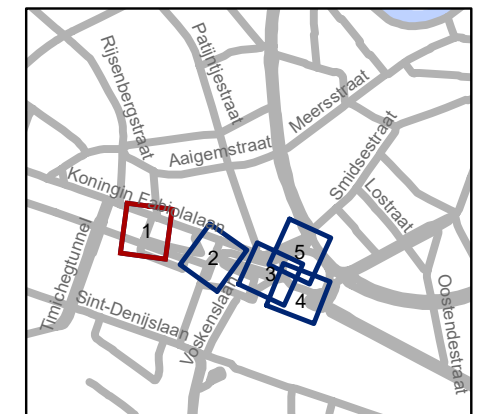 Rijsenbergstraat
Patijntjestraat
Meersstraat
Aaigemstraat
Smidsestraat
Koningin Fabiolalaan
Lostraat
1
2
3
5
4
Timichegtunnel
Sint-Denijslaan
Voskenslaan
Oostendestraat